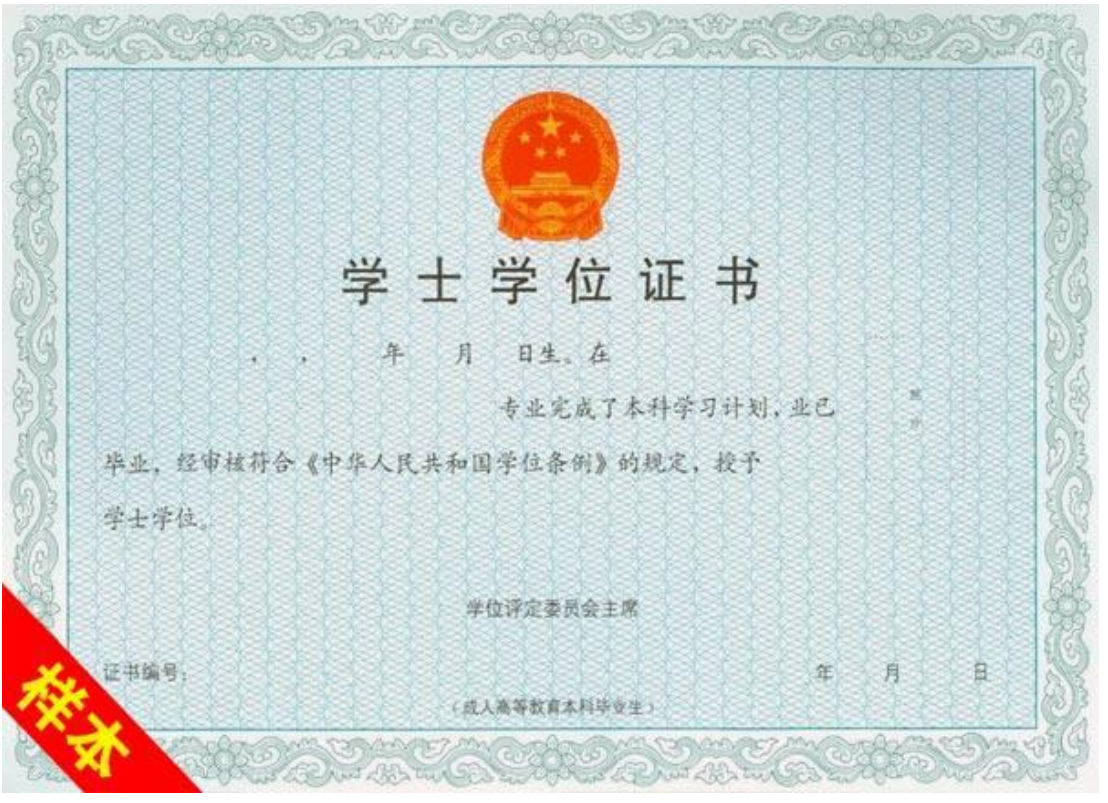 学士学位证书
， ， 年 月 日生。在
专业完成了本科学习计划，业已
毕业，经审核符合《中华人民共和国学位条例》的规定，授予
学士学位。
学位评定委员会主席
证书编号：
年 月 日
（成人高等教育本科毕业生）
样本